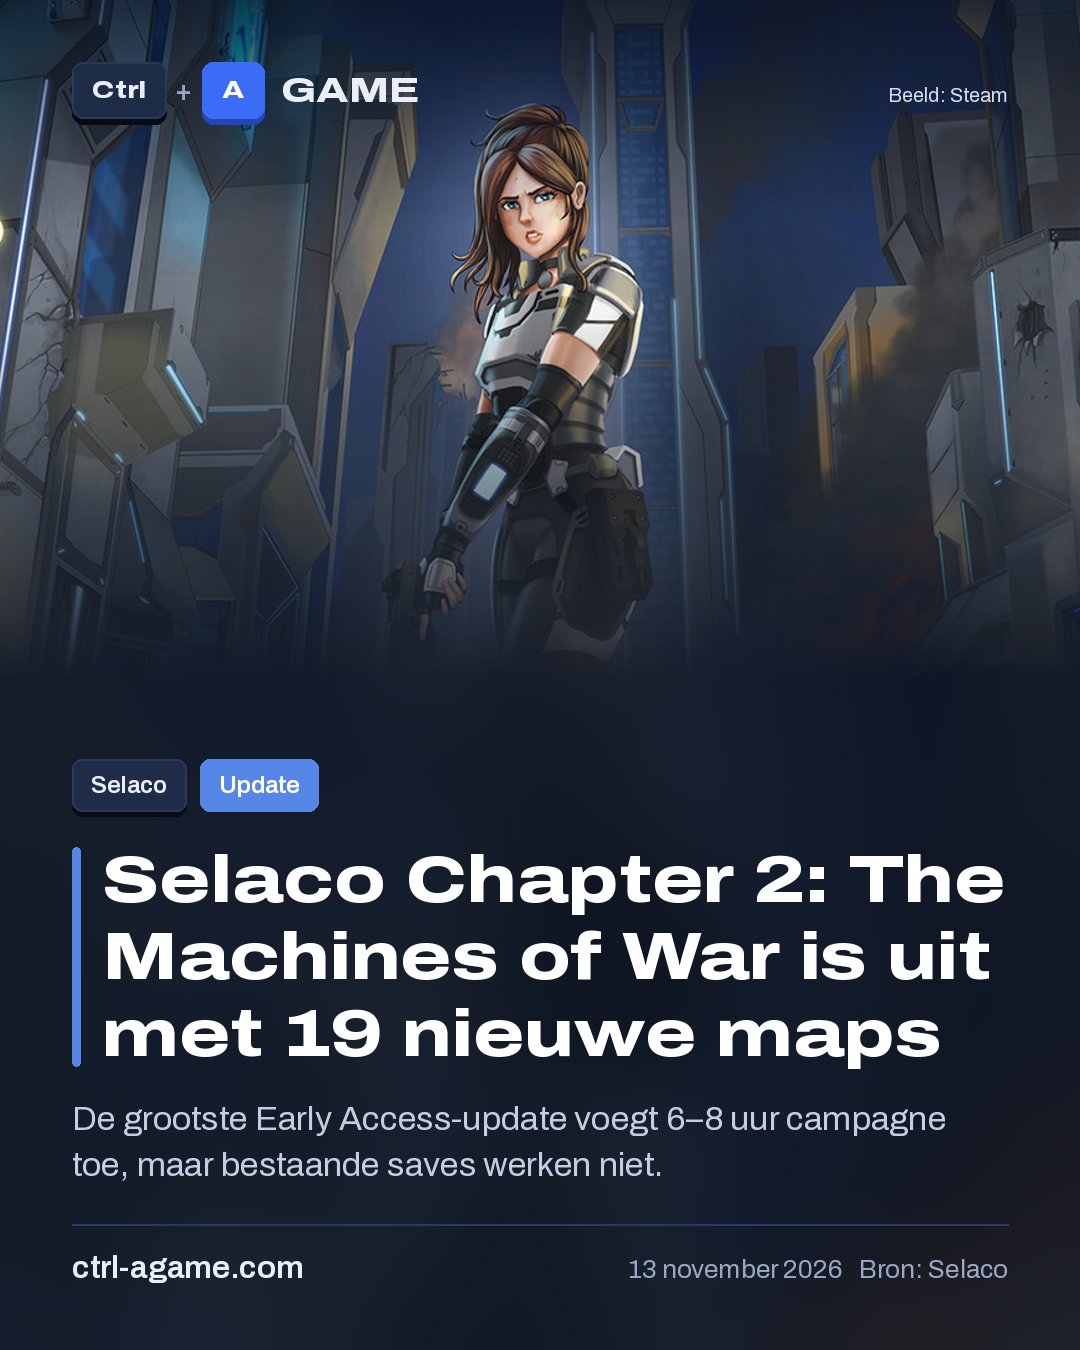 Ctrl + A GAME
Beeld: Steam
Selaco Update
Selaco Chapter 2: The
Machines of War is uit
met 19 nieuwe maps
De grootste Early Access-update voegt 6–8 uur campagne
toe, maar bestaande saves werken niet.
ctrl-agame.com
13 november 2026 Bron: Selaco